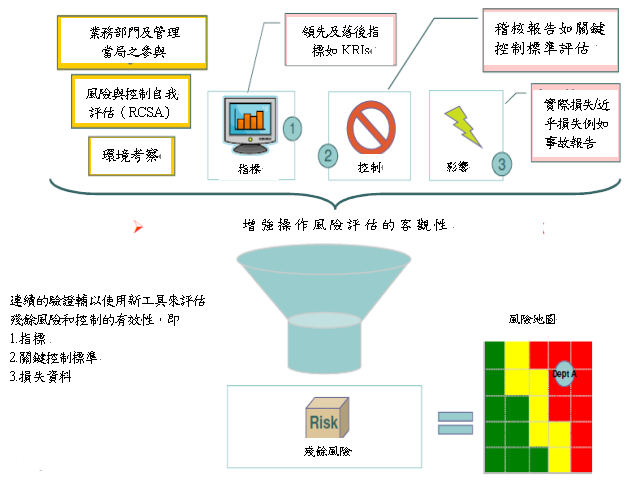 業務部門及管理
當局之參與
風險與控制自我
評估（RCSA）
環境考察
領先及落後指
標如 KRIs
稽核報告如關鍵
控制標準評估
實際損失/近
乎損失例如
事故報告
1
指標
2
控制
影響
3
增強操作風險評估的客觀性
連續的驗證輔以使用新工具來評估
殘餘風險和控制的有效性，即
1.指標
2.關鍵控制標準
3.損失資料
Risk
殘餘風險
風險地圖
Dept A